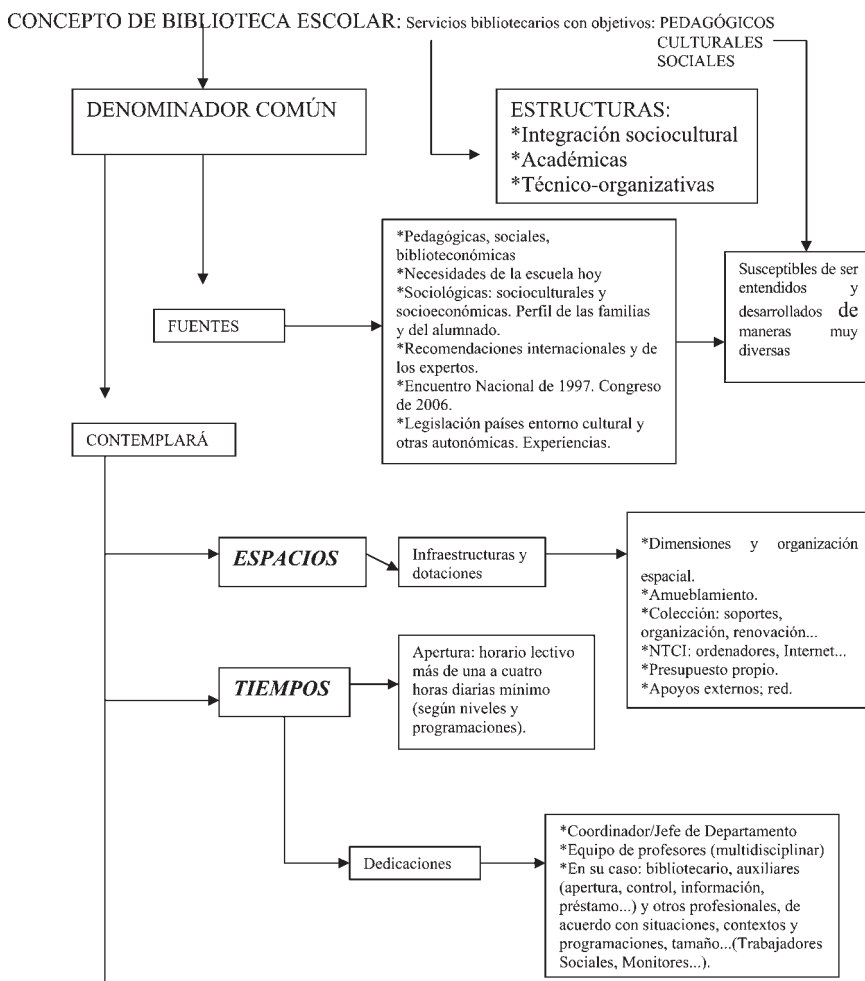 CONCEPTO DE BIBLIOTECA ESCOLAR: Servicios bibliotecarios con objetivos: PEDAGÓGICOS
CULTURALES
SOCIALES
DENOMINADOR COMÚN
ESTRUCTURAS:
*Integración sociocultural
*Académicas
*Técnico-organizativas
FUENTES
*Pedagógicas, sociales,
biblioteconómicas
*Necesidades de la escuela hoy
*Sociológicas: socioculturales y
socioeconómicas. Perfil de las familias
y del alumnado.
*Recomendaciones internacionales y de
los expertos.
*Encuentro Nacional de 1997. Congreso
de 2006.
*Legislación países entorno cultural y
otras autonómicas. Experiencias.
Susceptibles de ser
entendidos y
desarrollados de
maneras muy
diversas
CONTEMPLARÁ
ESPACIOS
Infraestructuras y
dotaciones
*Dimensiones y organización
espacial.
*Amueblamiento.
*Colección: soportes,
organización, renovación...
*NTCI: ordenadores, Internet...
*Presupuesto propio.
*Apoyos externos; red.
TIEMPOS
Apertura: horario lectivo
más de una a cuatro
horas diarias mínimo
(según niveles y
programaciones).
Dedicaciones
*Coordinador/Jefe de Departamento
*Equipo de profesores (multidisciplinar)
*En su caso: bibliotecario, auxiliares
(apertura, control, información,
préstamo...) y otros profesionales, de
acuerdo con situaciones, contextos y
programaciones, tamaño...(Trabajadores
Sociales, Monitores...).